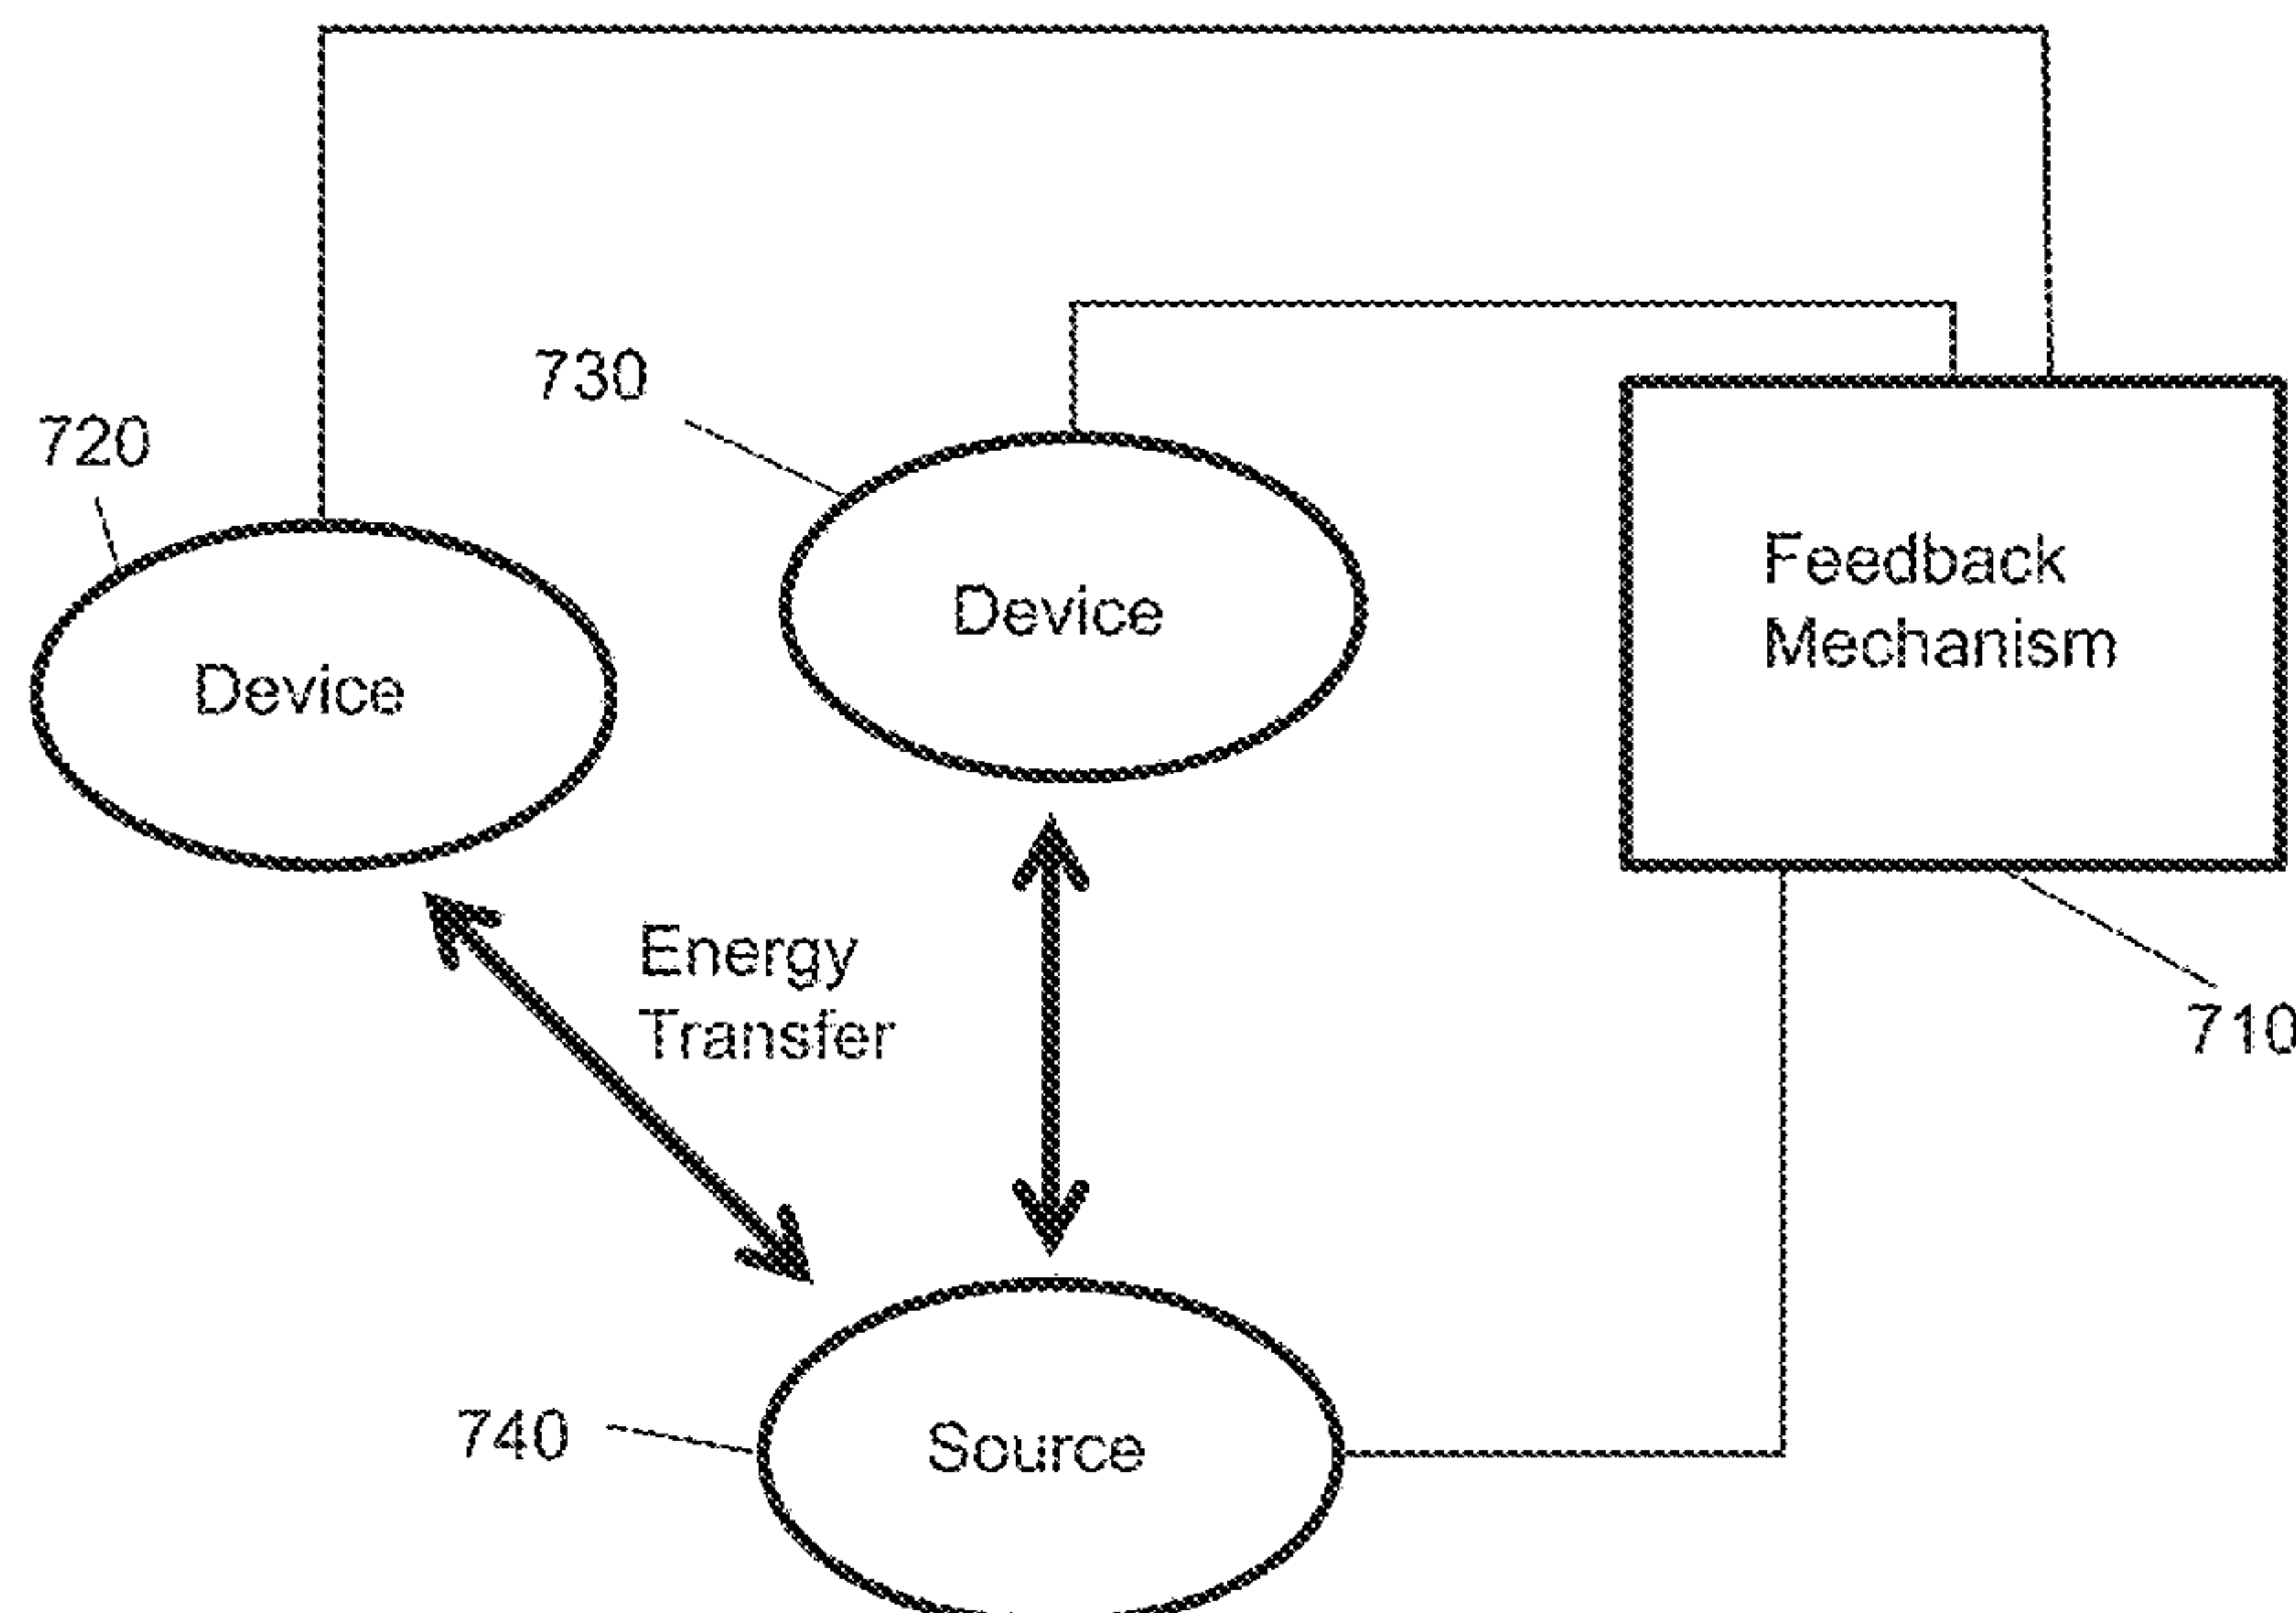 730
720
Feedback
Mechanism
Device
Device
Energy
Transfer
710
740
Source